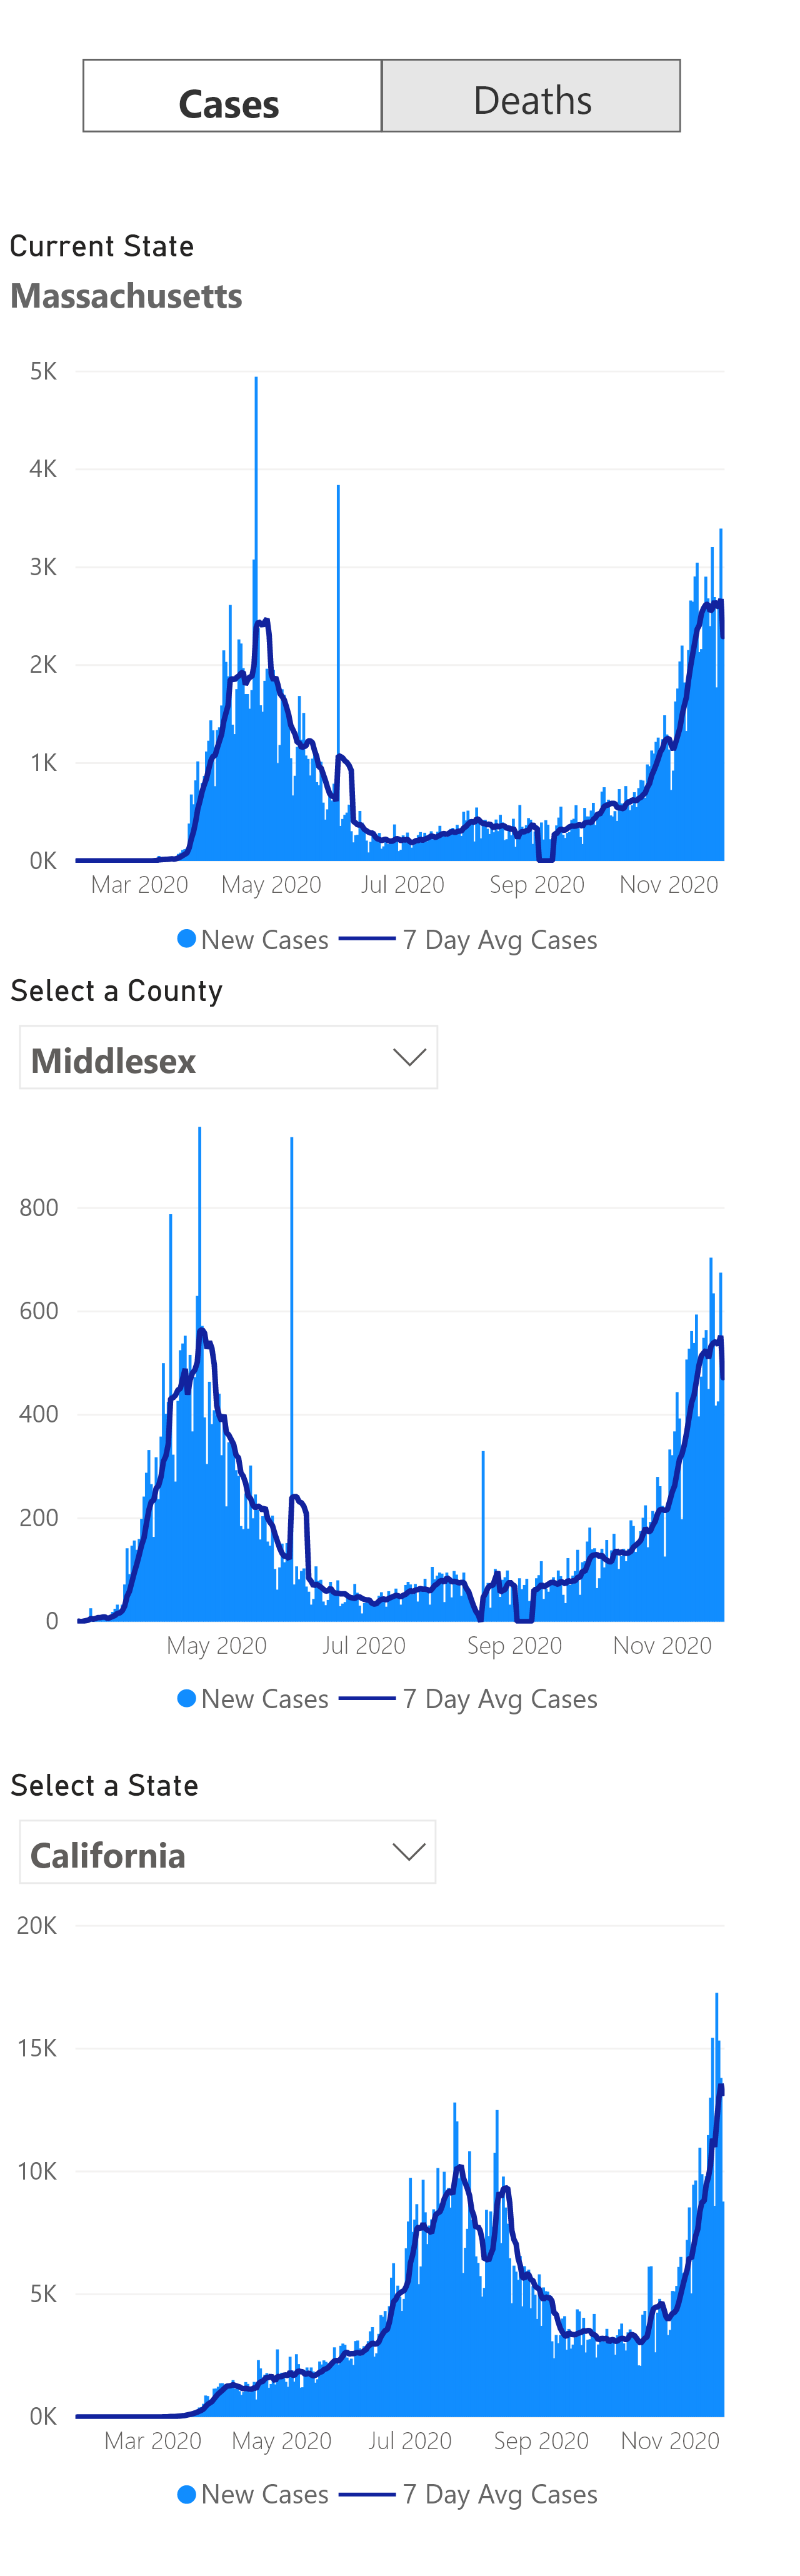 Cases Deaths
Current State
Massachusetts
5K
4K
3K
2K
1K
0K
Mar 2020 May 2020 Jul 2020 Sep 2020 Nov 2020
New Cases 7 Day Avg Cases
Select a County
Middlesex
800
600
400
200
0
May 2020 Jul 2020 Sep 2020 Nov 2020
New Cases 7 Day Avg Cases
Select a State
California
20K
15K
10K
5K
0K
Mar 2020 May 2020 Jul 2020 Sep 2020 Nov 2020
New Cases 7 Day Avg Cases